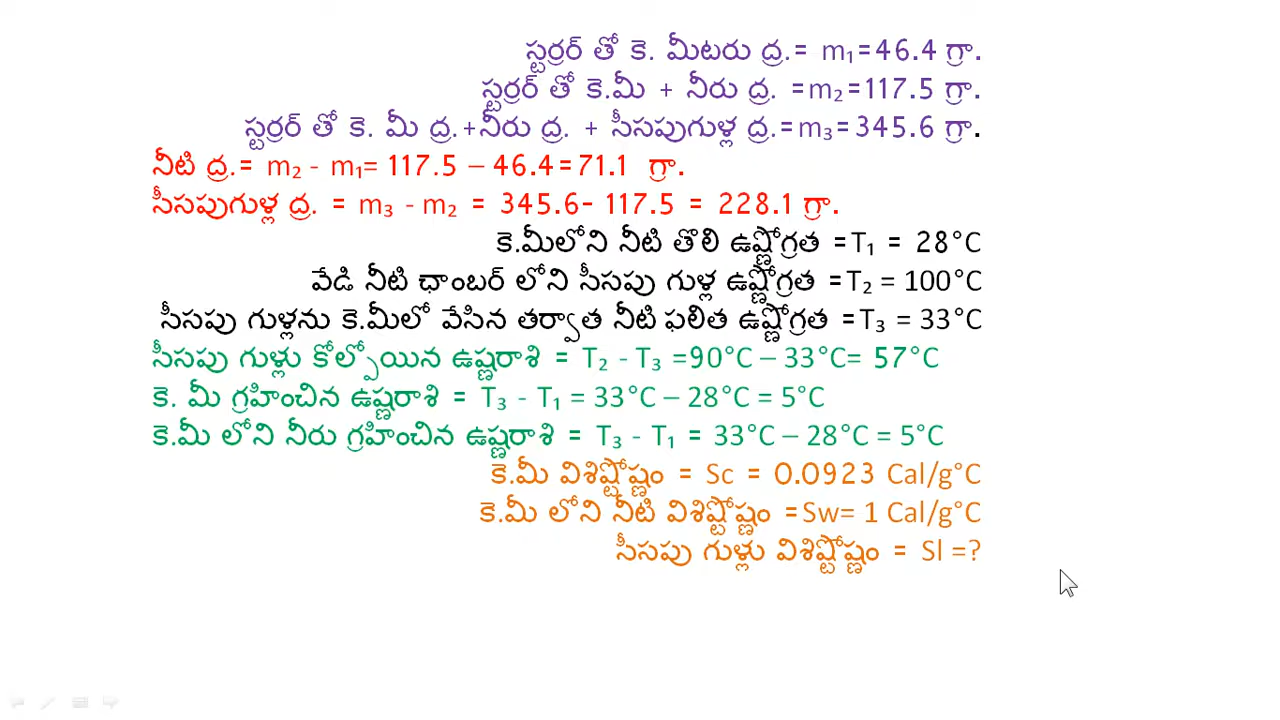 స్టర్రర్ తో కె. మీటరు ద్ర.= m₁=46.4 గ్రా.
స్టర్రర్ తో కె.మీ + నీరు ద్ర. =m₂=117.5 గ్రా.
స్టర్రర్ తో కె. మీ ద్ర.+నీరు ద్ర. + సీసపుగుళ్ల ద్ర.=m₃=345.6 గ్రా.
నీటి ద్ర.= m₂ - m₁= 117.5 – 46.4=71.1 గ్రా.
సీసపుగుళ్ల ద్ర. = m₃ - m₂ = 345.6- 117.5 = 228.1 గ్రా.
కె.మీలోని నీటి తొలి ఉష్ణోగ్రత =T₁ = 28°C
వేడి నీటి ఛాంబర్ లోని సీసపు గుళ్ల ఉష్ణోగ్రత =T₂ = 100°C
సీసపు గుళ్లను కె.మీలో వేసిన తర్వాత నీటి ఫలిత ఉష్ణోగ్రత =T₃ = 33°C
సీసపు గుళ్లు కోల్పోయిన ఉష్ణరాశి = T₂ - T₃ =90°C – 33°C= 57°C
కె. మీ గ్రహించిన ఉష్ణరాశి = T₃ - T₁ = 33°C – 28°C = 5°C
కె.మీ లోని నీరు గ్రహించిన ఉష్ణరాశి = T₃ - T₁ = 33°C – 28°C = 5°C
కె.మీ విశిష్టోష్ణం = Sc = 0.0923 Cal/g°C
కె.మీ లోని నీటి విశిష్టోష్ణం =Sw= 1 Cal/g°C
సీసపు గుళ్లు విశిష్టోష్ణం = Sl =?